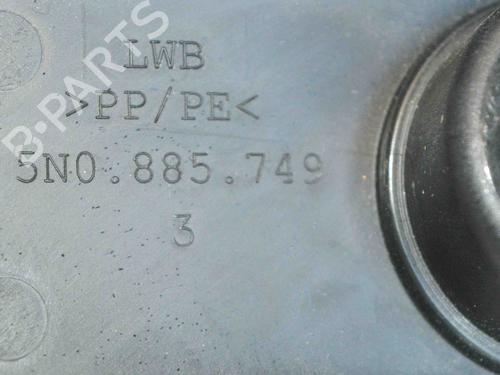 LWB
>PP/PE<
5N0.885.749
3
B-PARTS